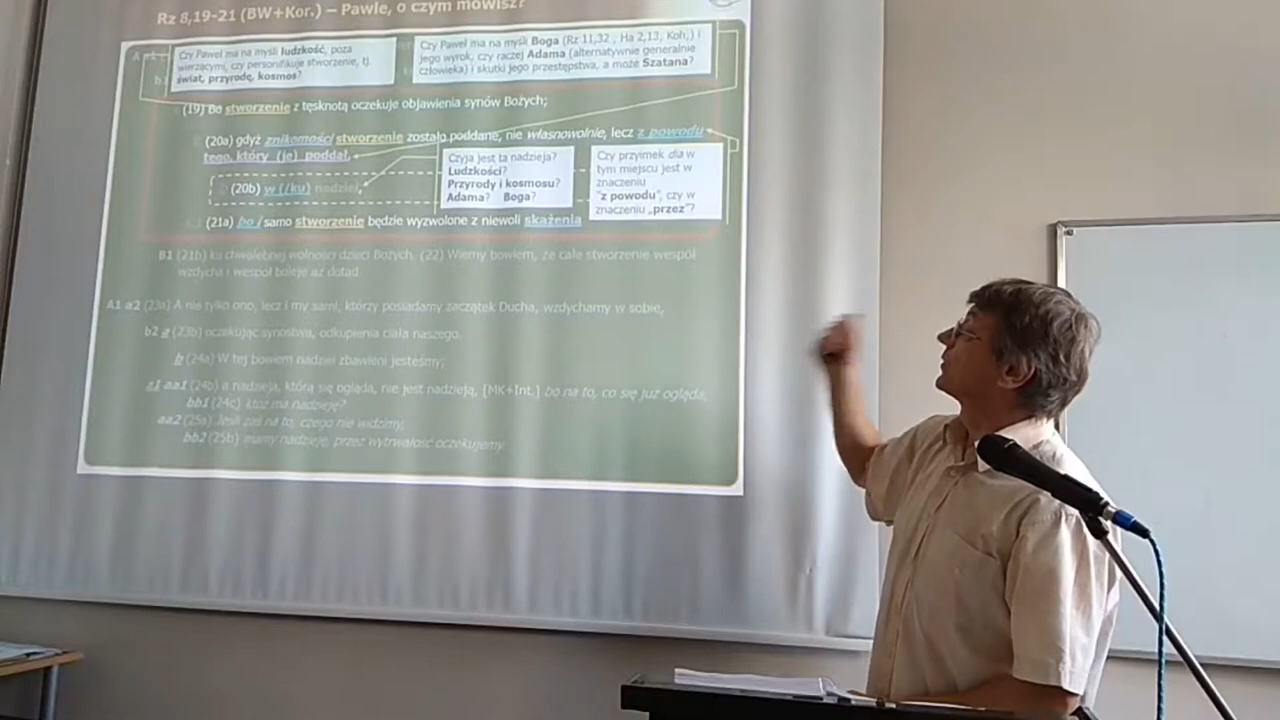 Rz 8,19-21 (BW+Kor.) – Pawle, o czym mówisz?
Czy Paweł ma na myśli ludzkość, poza
wierzącymi, czy personifikuje stworzenie, tj.
świat, przyrodę, kosmos?
Czy Paweł ma na myśli Boga (Rz 11,32 , Ha 2,13, Koh,) i
jego wyrok, czy raczej Adama (alternatywnie generalnie
człowieka) i skutki jego przestępstwa, a może Szatana?
(19) Bo stworzenie z tęsknotą oczekuje objawienia synów Bożych;
(20a) gdyż znikomości stworzenie zostało poddane, nie własnowolnie, lecz z powodu
tego, który (je) poddał,
(20b) w (/ku) nadziei,
Czyja jest ta nadzieja?
Ludzkości?
Przyrody i kosmosu?
Adama? Boga?
Czy przyimek dia w
tym miejscu jest w
znaczeniu
"z powodu", czy w
znaczeniu „przez"?
(21a) bo i samo stworzenie będzie wyzwolone z niewoli skażenia
B1 (21b) ku chwalebnej wolności dzieci Bożych. (22) Wiemy bowiem, że całe stworzenie wespół
wzdycha i wespół boleje aż dotąd.
A1 a2 (23a) A nie tylko ono, lecz i my sami, którzy posiadamy zaczątek Ducha, wzdychamy w sobie,
b2 a (23b) oczekując synostwa, odkupienia ciała naszego.
b (24a) W tej bowiem nadziei zbawieni jesteśmy;
aa1 (24b) a nadzieja, którą się ogląda, nie jest nadzieją, [MK+Int.] bo na to, co się już ogląda,
bb1 (24c) któż ma nadzieję?
aa2 (25a) Jeśli zaś na to, czego nie widzimy,
bb2 (25b) mamy nadzieję, przez wytrwałość oczekujemy